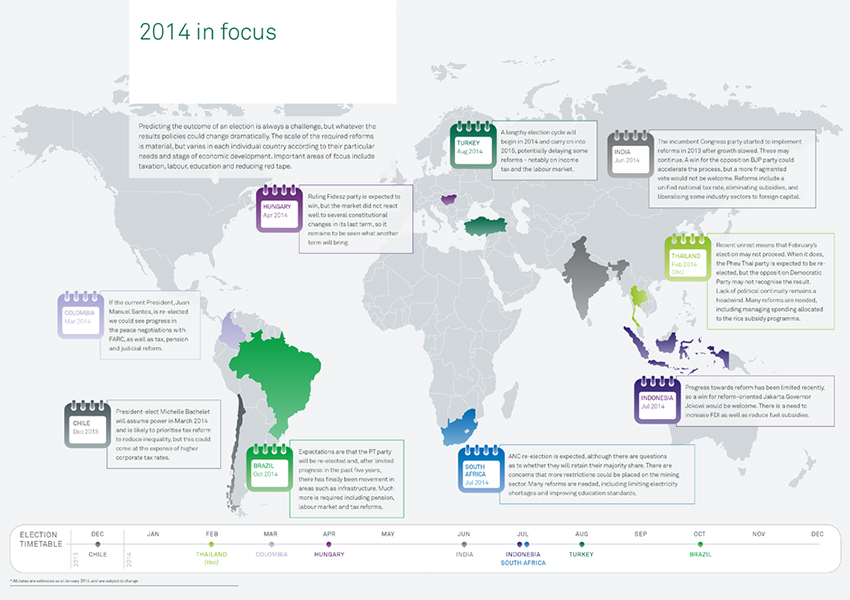 2014 in focus
Predicting the outcome of an election is always a challenge, but whatever the
results policies could change dramatically. The scale of the required reforms
is material, but varies in each individual country according to their particular
needs and stage of economic development. Important areas of focus include
taxation, labour, education and reducing red tape.
TURKEY
Aug 2014
A lengthy election cycle will
begin in 2014 and carry on into
2015, potentially delaying some
reforms - notably on income
tax and the labour market.
INDIA
Jun 2014
The incumbent Congress party started to implement
reforms in 2013 after growth slowed. These may
continue. A win for the opposition BJP party could
accelerate the process, but a more fragmented
vote would not be welcome. Reforms include a
unified national tax rate, eliminating subsidies, and
liberalising some industry sectors to foreign capital.
HUNGARY
Apr 2014
Ruling Fidesz party is expected to
win, but the market did not react
well to several constitutional
changes in its last term, so it
remains to be seen what another
term will bring.
THAILAND
Feb 2014
(tbc)
Recent unrest means that February's
election may not proceed. When it does,
the Pheu Thai party is expected to be re-
elected, but the opposition Democratic
Party may not recognise the result.
Lack of political continuity remains a
headwind. Many reforms are needed,
including managing spending allocated
to the rice subsidy programme.
COLOMBIA
Mar 2014
If the current President, Juan
Manuel Santos, is re-elected
we could see progress in
the peace negotiations with
FARC, as well as tax, pension
and judicial reform.
INDONESIA
Jul 2014
Progress towards reform has been limited recently,
so a win for reform-oriented Jakarta Governor
Jokowi would be welcome. There is a need to
increase FDI as well as reduce fuel subsidies.
CHILE
Dec 2013
President-elect Michelle Bachelet
will assume power in March 2014
and is likely to prioritise tax reform
to reduce inequality, but this could
come at the expense of higher
corporate tax rates.
BRAZIL
Oct 2014
Expectations are that the PT party
will be re-elected and, after limited
progress in the past five years,
there has finally been movement in
areas such as infrastructure. Much
more is required including pension,
labour market and tax reforms.
SOUTH
AFRICA
Jul 2014
ANC re-election is expected, although there are questions
as to whether they will retain their majority share. There are
concerns that more restrictions could be placed on the mining
sector. Many reforms are needed, including limiting electricity
shortages and improving education standards.
ELECTION
TIMETABLE
DEC JAN FEB MAR APR MAY JUN JUL AUG SEP OCT NOV DEC
2013 CHILE 2014 THAILAND COLOMBIA HUNGARY INDIA INDONESIA TURKEY BRAZIL
(tbc) SOUTH AFRICA
* All dates are estimates as at January 2014, and are subject to change.